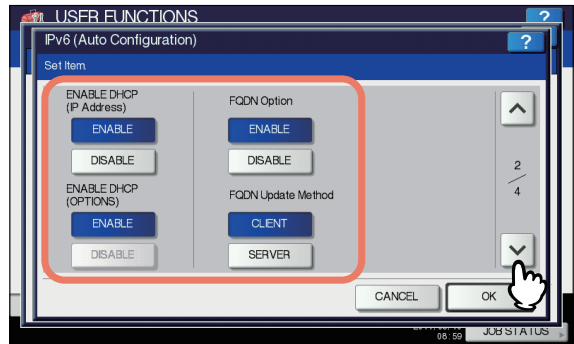 USER FUNCTIONS
?
IPv6 (Auto Configuration)
?
Set Item.
ENABLE DHCP
(IP Address)
ENABLE
DISABLE
FQDN Option
ENABLE
DISABLE
ENABLE DHCP
(OPTIONS)
ENABLE
DISABLE
FQDN Update Method
CLIENT
SERVER
2
4
CANCEL
OK
08:59
JOB STATUS